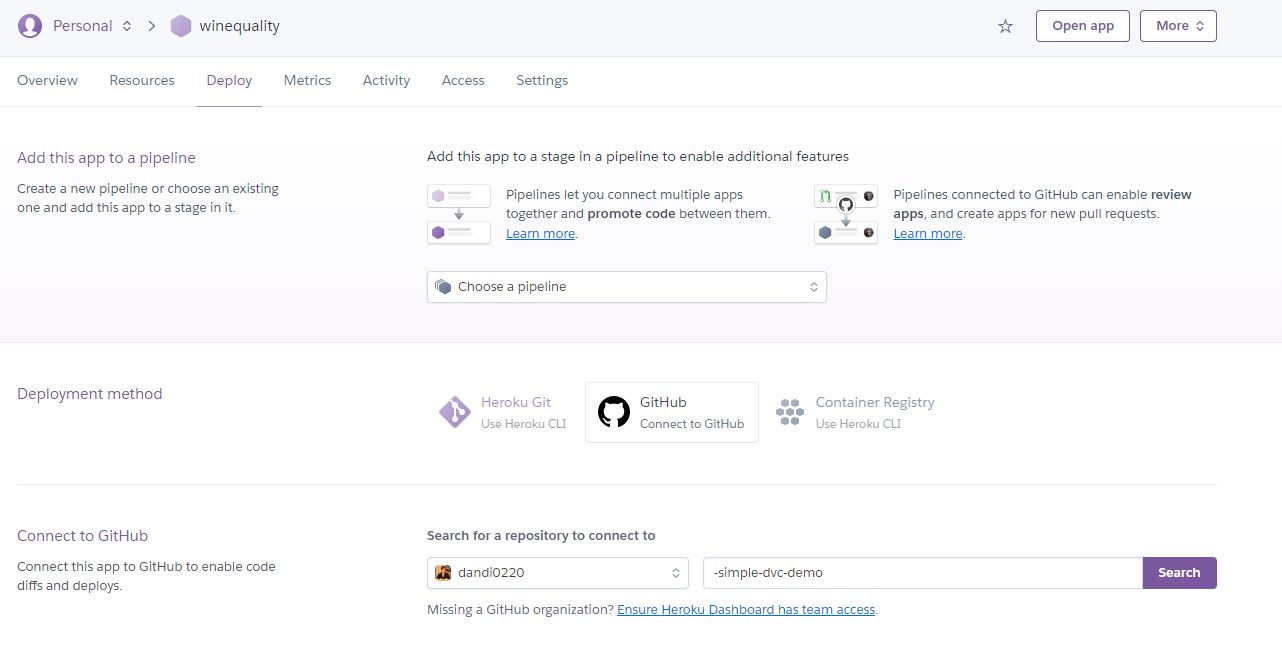 Personal winequality Open app More
Overview Resources Deploy Metrics Activity Access Settings
Add this app to a pipeline
Create a new pipeline or choose an existing
one and add this app to a stage in it.
Add this app to a stage in a pipeline to enable additional features
Pipelines let you connect multiple apps
together and promote code between them.
Learn more.
Pipelines connected to GitHub can enable review
apps, and create apps for new pull requests.
Learn more.
Choose a pipeline
Deployment method
Heroku Git
Use Heroku CLI
GitHub
Connect to GitHub
Container Registry
Use Heroku CLI
Connect to GitHub
Connect this app to GitHub to enable code
diffs and deploys.
Search for a repository to connect to
dandi0220 -simple-dvc-demo Search
Missing a GitHub organization? Ensure Heroku Dashboard has team access.